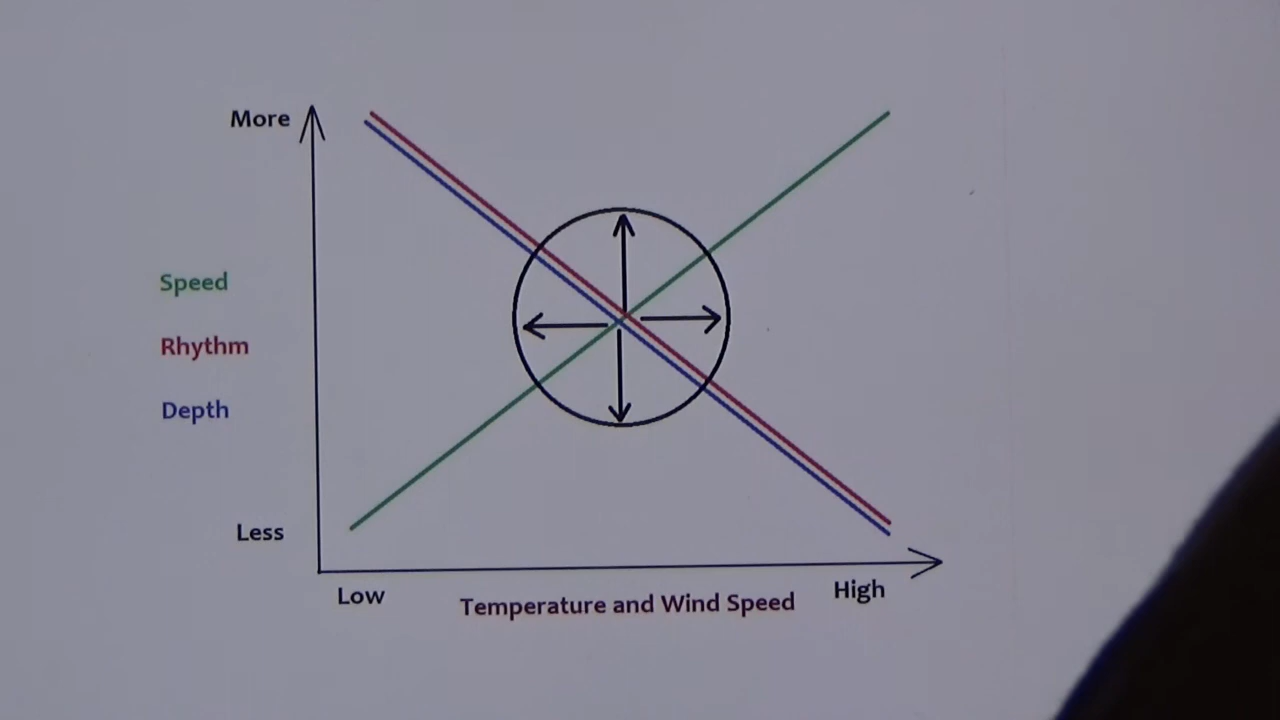 More
Speed
Rhythm
Depth
Less
Low
Temperature and Wind Speed
High